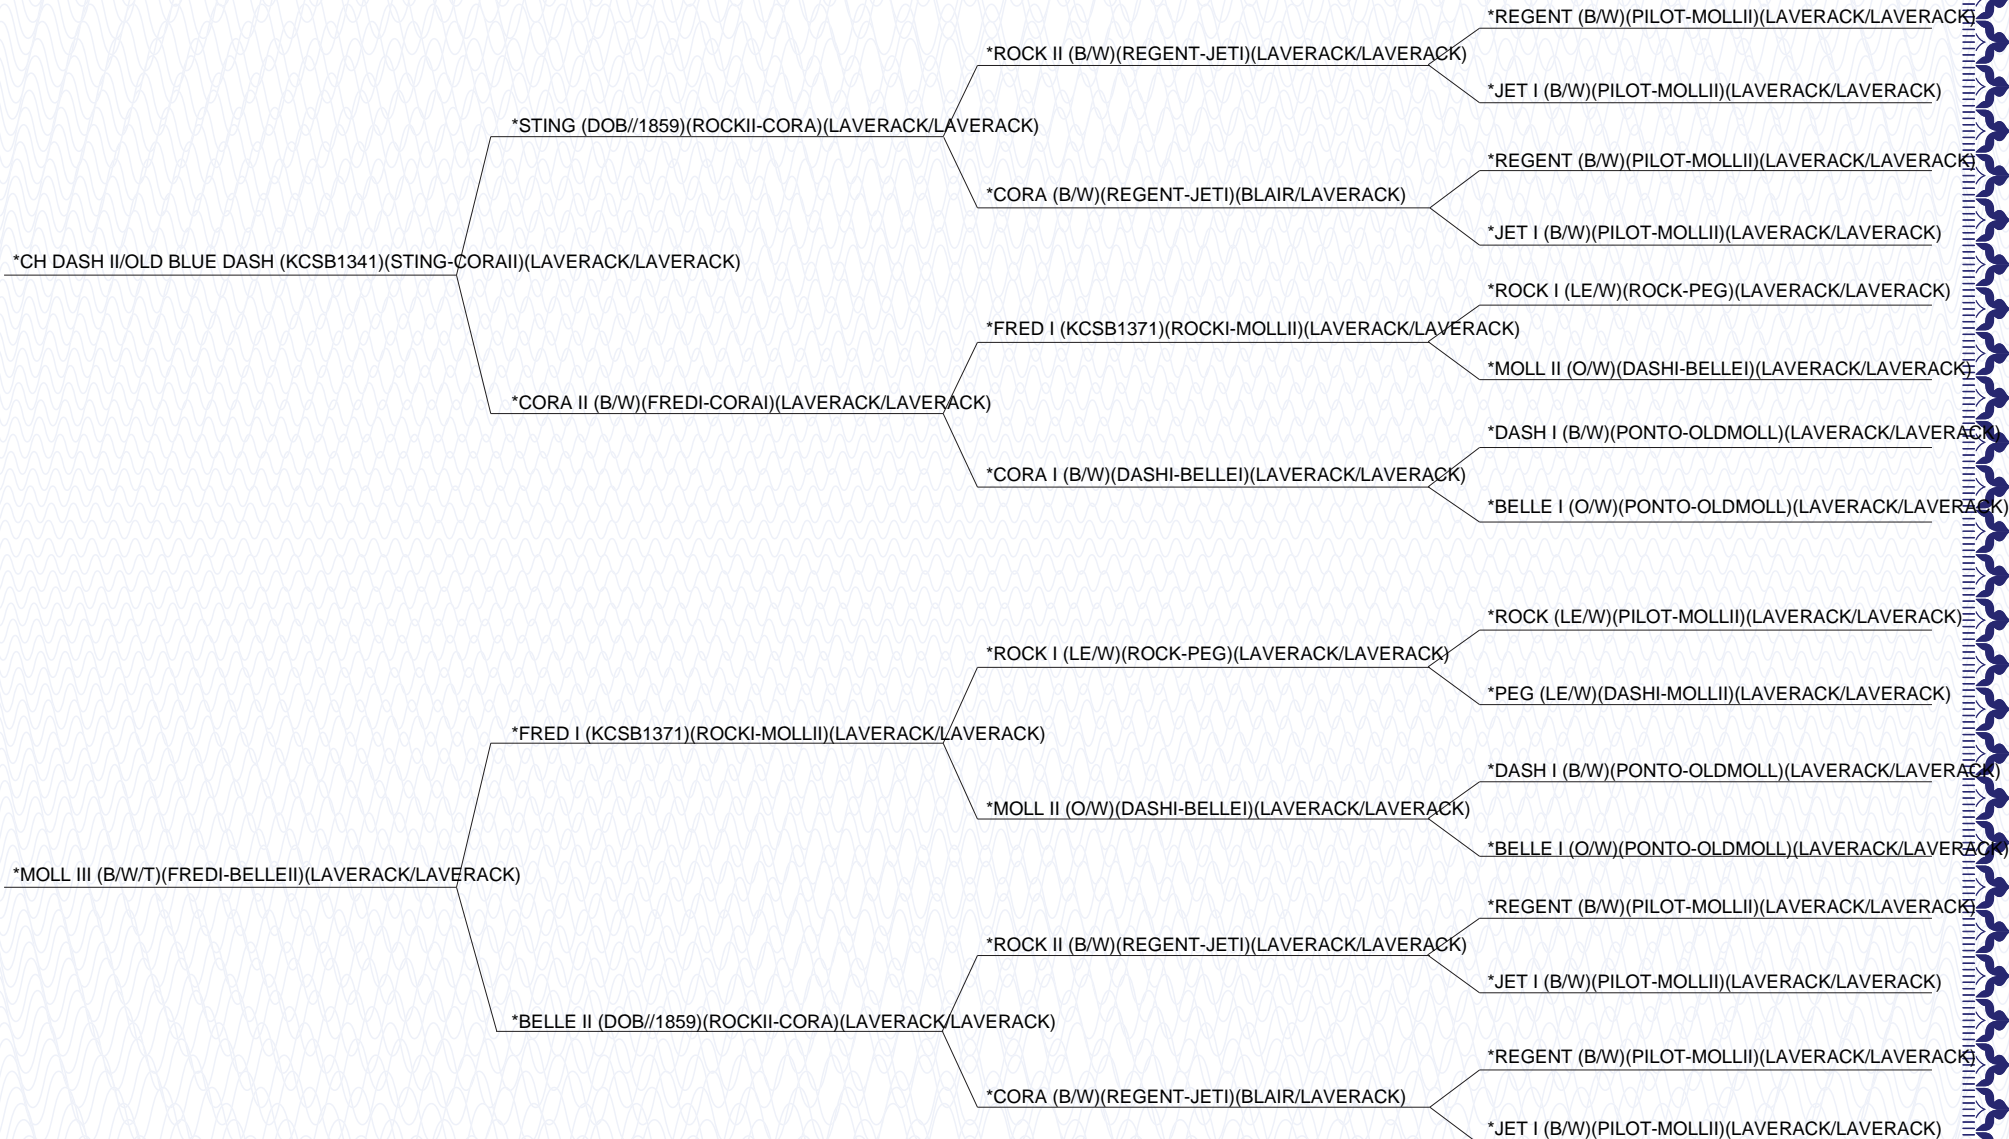 *REGENT (B/W)(PILOT-MOLLII)(LAVERACK/LAVERACK)
*ROCK II (B/W)(REGENT-JETI)(LAVERACK/LAVERACK)
*JET I (B/W)(PILOT-MOLLII)(LAVERACK/LAVERACK)
*STING (DOB//1859)(ROCKII-CORA)(LAVERACK/LAVERACK)
*REGENT (B/W)(PILOT-MOLLII)(LAVERACK/LAVERACK)
*CORA (B/W)(REGENT-JETI)(BLAIR/LAVERACK)
*JET I (B/W)(PILOT-MOLLII)(LAVERACK/LAVERACK)
*CH DASH II/OLD BLUE DASH (KCSB1341)(STING-CORAII)(LAVERACK/LAVERACK)
*ROCK I (LE/W)(ROCK-PEG)(LAVERACK/LAVERACK)
*FRED I (KCSB1371)(ROCKI-MOLLII)(LAVERACK/LAVERACK)
*MOLL II (O/W)(DASHI-BELLEI)(LAVERACK/LAVERACK)
*CORA II (B/W)(FREDI-CORAI)(LAVERACK/LAVERACK)
*DASH I (B/W)(PONTO-OLDMOLL)(LAVERACK/LAVERACK)
*CORA I (B/W)(DASHI-BELLEI)(LAVERACK/LAVERACK)
*BELLE I (O/W)(PONTO-OLDMOLL)(LAVERACK/LAVERACK)
*ROCK (LE/W)(PILOT-MOLLII)(LAVERACK/LAVERACK)
*ROCK I (LE/W)(ROCK-PEG)(LAVERACK/LAVERACK)
*PEG (LE/W)(DASHI-MOLLII)(LAVERACK/LAVERACK)
*FRED I (KCSB1371)(ROCKI-MOLLII)(LAVERACK/LAVERACK)
*DASH I (B/W)(PONTO-OLDMOLL)(LAVERACK/LAVERACK)
*MOLL II (O/W)(DASHI-BELLEI)(LAVERACK/LAVERACK)
*BELLE I (O/W)(PONTO-OLDMOLL)(LAVERACK/LAVERACK)
*MOLL III (B/W/T)(FREDI-BELLEII)(LAVERACK/LAVERACK)
*REGENT (B/W)(PILOT-MOLLII)(LAVERACK/LAVERACK)
*ROCK II (B/W)(REGENT-JETI)(LAVERACK/LAVERACK)
*JET I (B/W)(PILOT-MOLLII)(LAVERACK/LAVERACK)
*BELLE II (DOB//1859)(ROCKII-CORA)(LAVERACK/LAVERACK)
*REGENT (B/W)(PILOT-MOLLII)(LAVERACK/LAVERACK)
*CORA (B/W)(REGENT-JETI)(BLAIR/LAVERACK)
*JET I (B/W)(PILOT-MOLLII)(LAVERACK/LAVERACK)